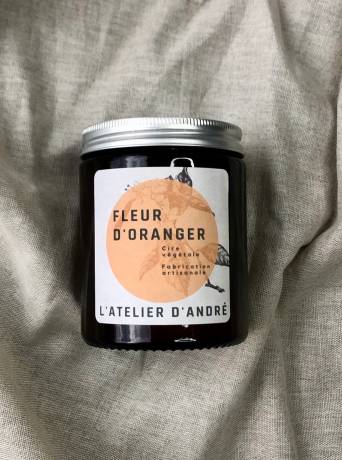 FLEUR
D'ORANGER
Cire
végétale
Fabrication
artisanale
L'ATELIER D'ANDRÉ